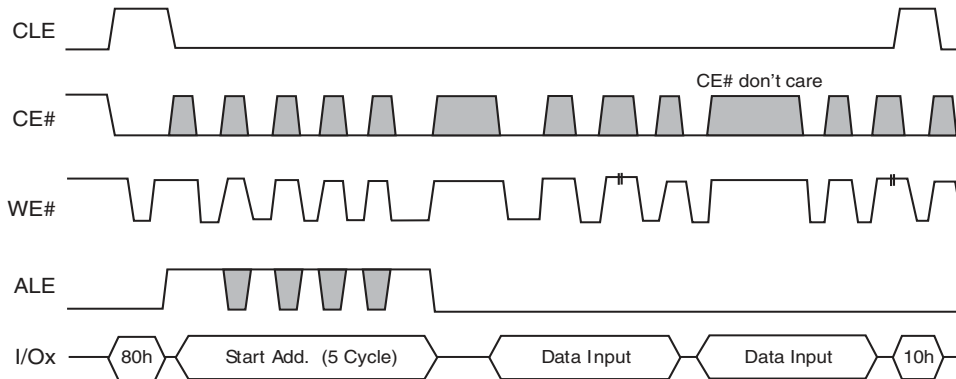 CLE
CE# don't care
CE#
WE#
ALE
I/Ox
80h
Start Add. (5 Cycle)
Data Input
Data Input
10h